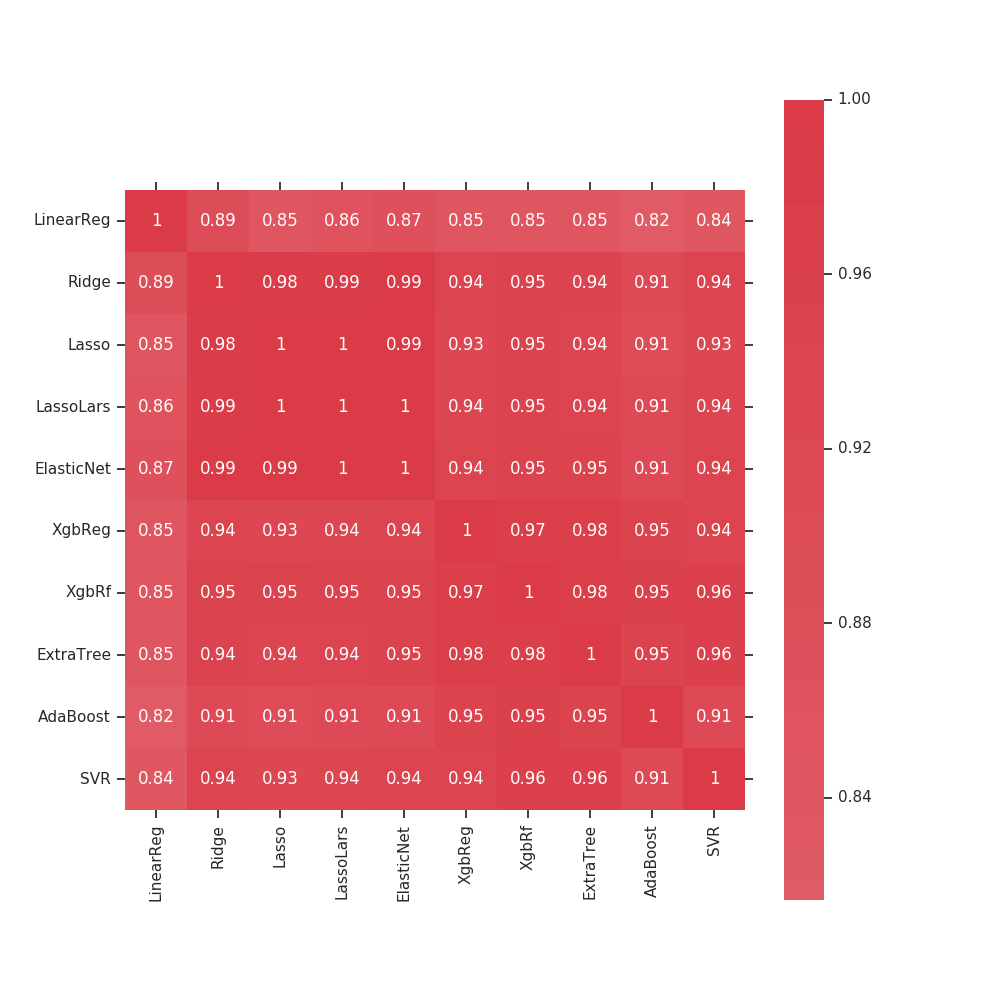 1.00
LinearReg 1 0.89 0.85 0.86 0.87 0.85 0.85 0.85 0.82 0.84
0.96
Ridge 0.89 1 0.98 0.99 0.99 0.94 0.95 0.94 0.91 0.94
Lasso 0.85 0.98 1 1 0.99 0.93 0.95 0.94 0.91 0.93
LassoLars 0.86 0.99 1 1 1 0.94 0.95 0.94 0.91 0.94
0.92
ElasticNet 0.87 0.99 0.99 1 1 0.94 0.95 0.95 0.91 0.94
XgbReg 0.85 0.94 0.93 0.94 0.94 1 0.97 0.98 0.95 0.94
XgbRf 0.85 0.95 0.95 0.95 0.95 0.97 1 0.98 0.95 0.96
0.88
ExtraTree 0.85 0.94 0.94 0.94 0.95 0.98 0.98 1 0.95 0.96
AdaBoost 0.82 0.91 0.91 0.91 0.91 0.95 0.95 0.95 1 0.91
SVR 0.84 0.94 0.93 0.94 0.94 0.94 0.96 0.96 0.91 1
0.84
LinearReg Ridge Lasso LassoLars ElasticNet XgbReg XgbRf ExtraTree AdaBoost SVR